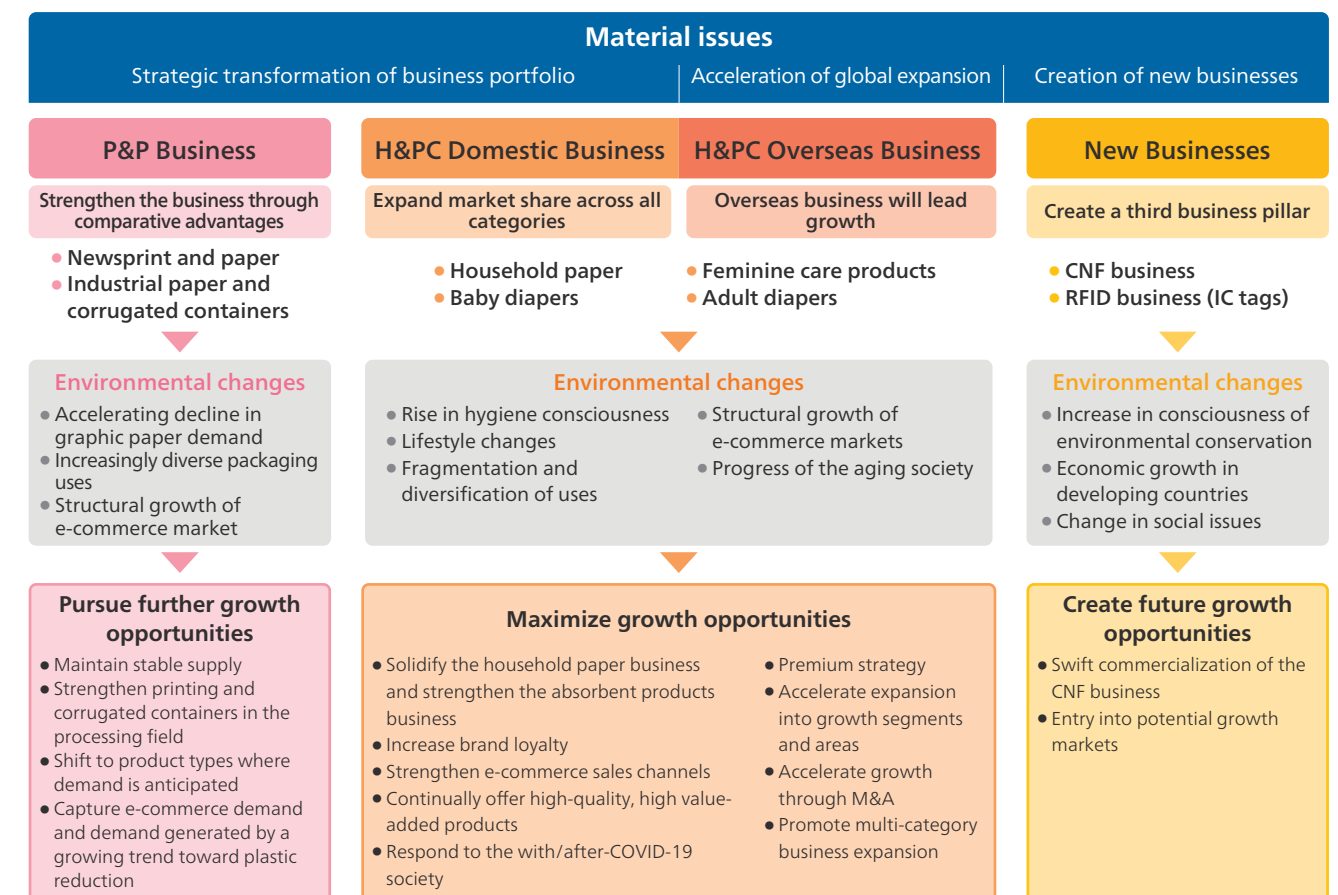 Material issues
Strategic transformation of business portfolio
Acceleration of global expansion
Creation of new businesses
P&P Business
Strengthen the business through
comparative advantages
● Newsprint and paper
● Industrial paper and
corrugated containers
Environmental changes
● Accelerating decline in
graphic paper demand
● Increasingly diverse packaging
uses
● Structural growth of
e-commerce market
Pursue further growth
opportunities
● Maintain stable supply
● Strengthen printing and
corrugated containers in the
processing field
● Shift to product types where
demand is anticipated
● Capture e-commerce demand
and demand generated by a
growing trend toward plastic
reduction
H&PC Domestic Business
Expand market share across all
categories
H&PC Overseas Business
Overseas business will lead
growth
● Household paper
● Baby diapers
● Feminine care products
● Adult diapers
Environmental changes
● Rise in hygiene consciousness
● Lifestyle changes
● Fragmentation and
diversification of uses
● Structural growth of
e-commerce markets
● Progress of the aging society
Maximize growth opportunities
● Solidify the household paper business
and strengthen the absorbent products
business
● Increase brand loyalty
● Strengthen e-commerce sales channels
● Continually offer high-quality, high value-
added products
● Respond to the with/after-COVID-19
society
● Premium strategy
● Accelerate expansion
into growth segments
and areas
● Accelerate growth
through M&A
● Promote multi-category
business expansion
New Businesses
Create a third business pillar
● CNF business
● RFID business (IC tags)
Environmental changes
● Increase in consciousness of
environmental conservation
● Economic growth in
developing countries
● Change in social issues
Create future growth
opportunities
● Swift commercialization of the
CNF business
● Entry into potential growth
markets